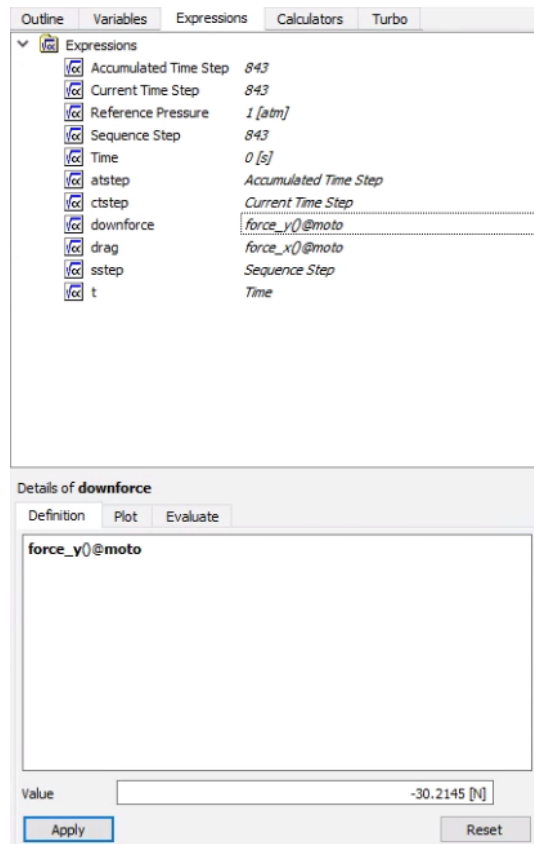 Outline Variables Expressions Calculators Turbo
Expressions
Accumulated Time Step 843
Current Time Step 843
Reference Pressure 1 [atm]
Sequence Step 843
Time 0 [s]
atstep Accumulated Time Step
ctstep Current Time Step
downforce force_y()@moto
drag force_x()@moto
sstep Sequence Step
t Time
Details of downforce
Definition Plot Evaluate
force_y()@moto
Value -30.2145 [N]
Apply Reset